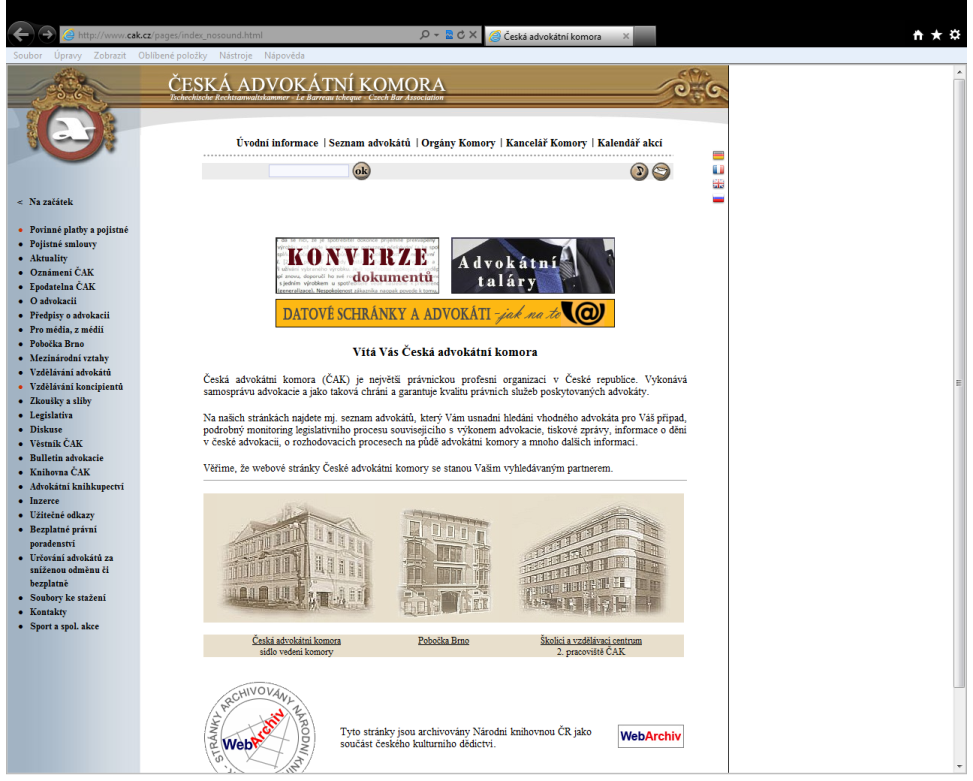 http://www.cak.cz/pages/index_nosound.html
Česká advokátní komora
Soubor Úpravy Zobrazit Oblíbené položky Nástroje Nápověda
ČESKÁ ADVOKÁTNÍ KOMORA
Tschechische Rechtsanwaltskammer - Le Barreau tcheque - Czech Bar Association
Úvodní informace | Seznam advokátů | Orgány Komory | Kancelář Komory | Kalendář akcí
ok
< Na začátek
Povinné platby a pojistné
Pojistné smlouvy
Aktuality
Oznámení ČAK
Epodatelna ČAK
O advokacii
Předpisy o advokacii
Pro média, z médií
Pobočka Brno
Mezinárodní vztahy
Vzdělávání advokátů
Vzdělávání koncipientů
Zkoušky a sliby
Legislativa
Diskuse
Věstník ČAK
Bulletin advokacie
Knihovna ČAK
Advokátní knihkupectví
Inzerce
Užitečné odkazy
Bezplatné právní
poradenství
Určování advokátů za
sníženou odměnu či
bezplatně
Soubory ke stažení
Kontakty
Sport a spol. akce
KONVERZE
dokumentů
Advokátní
taláry
DATOVÉ SCHRÁNKY A ADVOKÁTI - jak na to @
Vítá Vás Česká advokátní komora
Česká advokátní komora (ČAK) je největší právnickou profesní organizací v České republice. Vykonává
samosprávu advokacie a jako taková chrání a garantuje kvalitu právních služeb poskytovaných advokáty.
Na našich stránkách najdete mj. seznam advokátů, který Vám usnadní hledání vhodného advokáta pro Váš případ,
podrobný monitoring legislativního procesu souvisejícího s výkonem advokacie, tiskové zprávy, informace o dění
v české advokacii, o rozhodovacích procesech na půdě advokátní komory a mnoho dalších informací.
Věříme, že webové stránky České advokátní komory se stanou Vaším vyhledávaným partnerem.
Česká advokátní komora
sídlo vedení komory
Pobočka Brno
Školící a vzdělávací centrum
2. pracoviště ČAK
STRÁNKY ARCHIVOVÁNY NÁRODNÍ
WebArchiv
Tyto stránky jsou archivovány Národní knihovnou ČR jako
součást českého kulturního dědictví.
WebArchiv